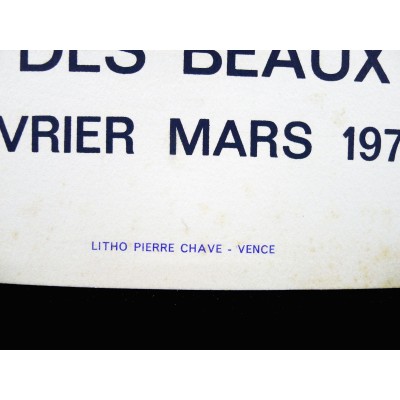 DES BEAUX
VRIER MARS 197
LITHO PIERRE CHAVE - VENCE